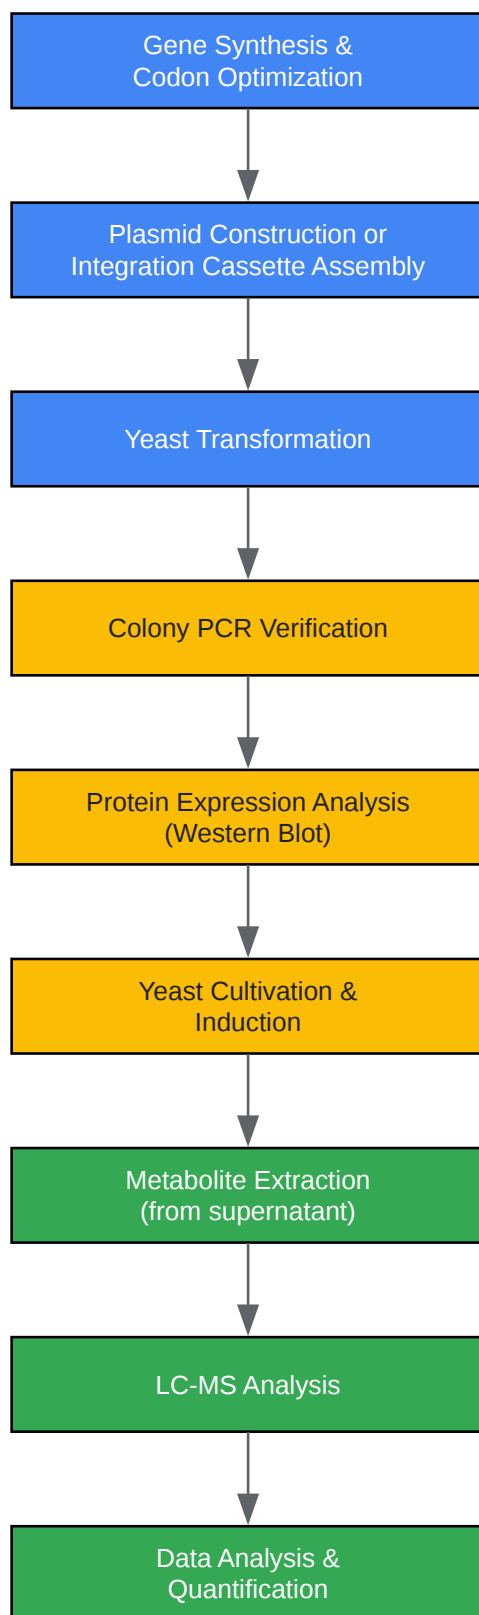 Gene Synthesis &
Codon Optimization
Plasmid Construction or
Integration Cassette Assembly
Yeast Transformation
Colony PCR Verification
Protein Expression Analysis
(Western Blot)
Yeast Cultivation &
Induction
Metabolite Extraction
(from supernatant)
LC-MS Analysis
Data Analysis &
Quantification